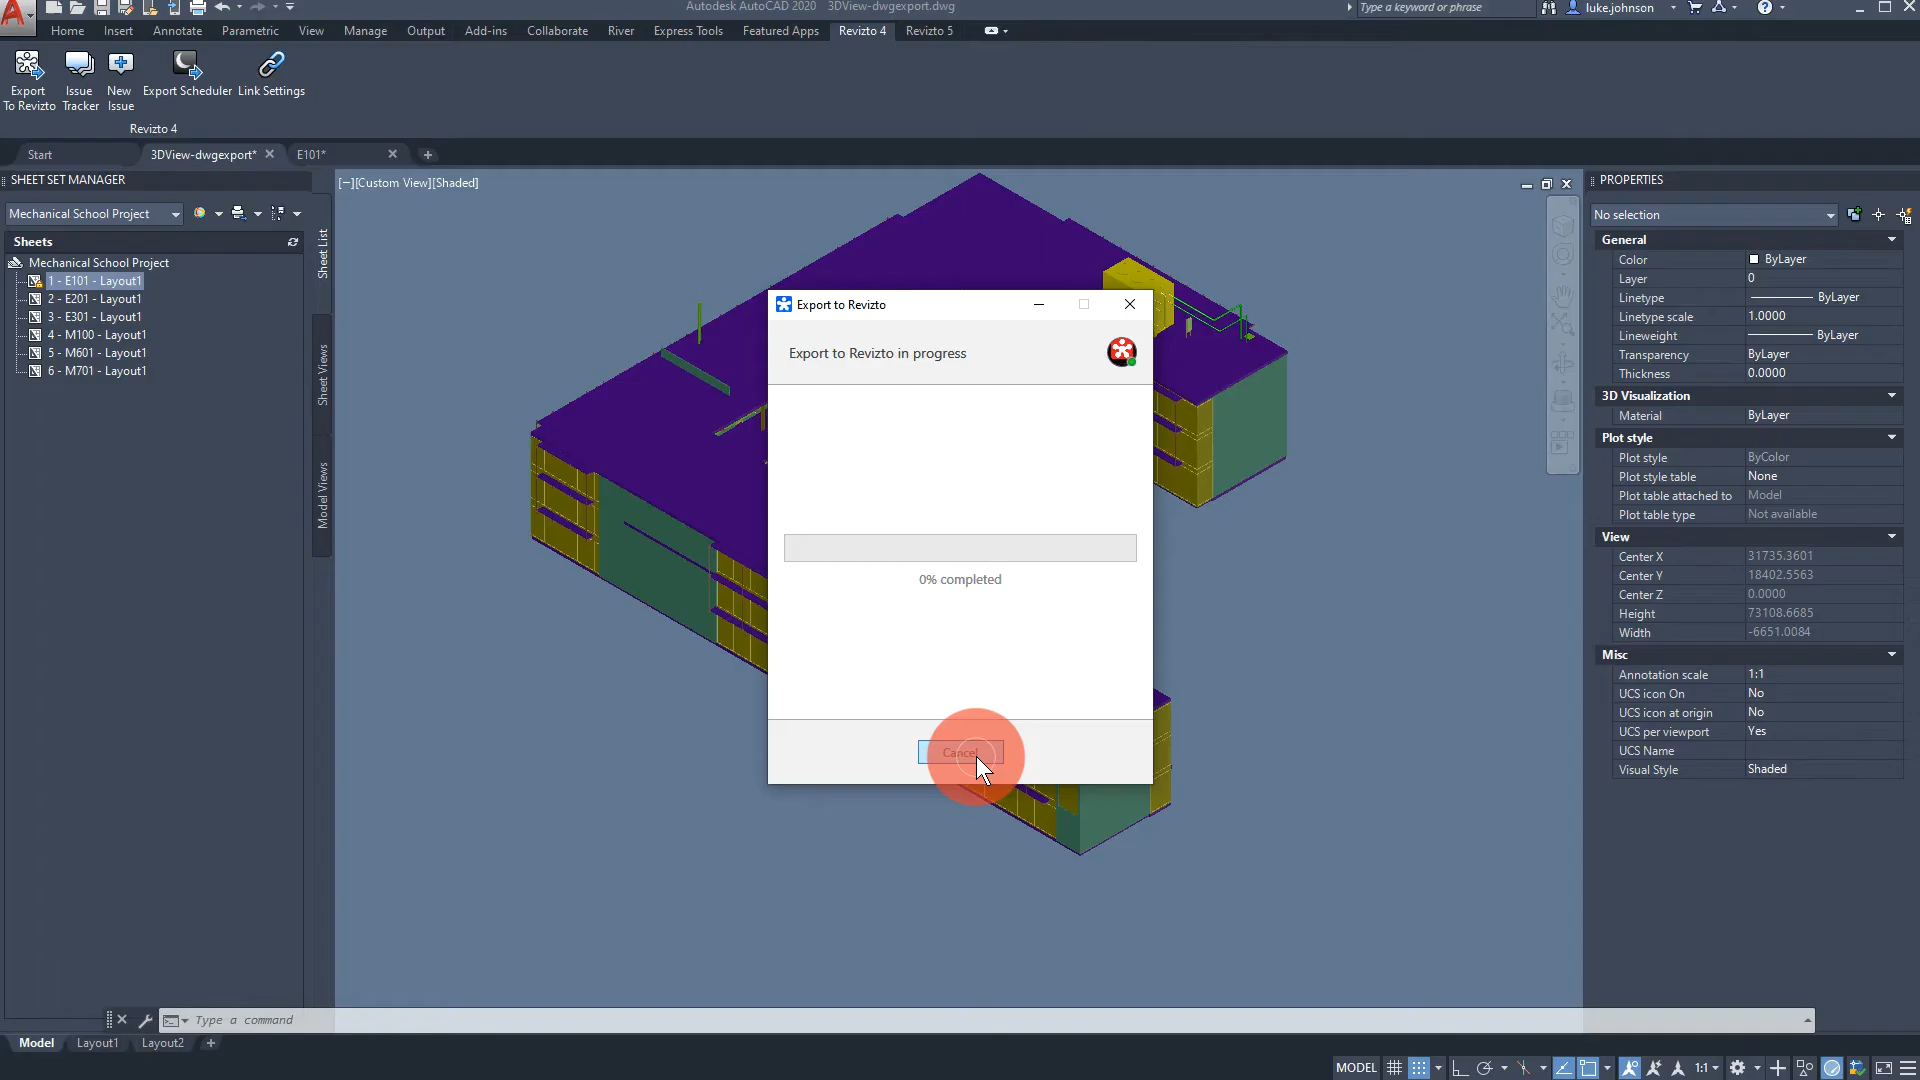 Autodesk AutoCAD 2020 3DView-dwgexport.dwg
Type a keyword or phrase
luke.johnson
Home Insert Annotate Parametric View Manage Output Add-ins Collaborate River Express Tools Featured Apps Revizto 4 Revizto 5
Export Issue New Export Scheduler Link Settings
To Revizto Tracker Issue
Revizto 4
Start 3DView-dwgexport* E101*
SHEET SET MANAGER
Mechanical School Project
Sheets
Mechanical School Project
1 - E101 - Layout1
2 - E201 - Layout1
3 - E301 - Layout1
4 - M100 - Layout1
5 - M601 - Layout1
6 - M701 - Layout1
Sheet List
Sheet Views
Model Views
[−][Custom View][Shaded]
Export to Revizto
Export to Revizto in progress
0% completed
Cancel
PROPERTIES
No selection
General
Color ByLayer
Layer 0
Linetype ByLayer
Linetype scale 1.0000
Lineweight ByLayer
Transparency ByLayer
Thickness 0.0000
3D Visualization
Material ByLayer
Plot style
Plot style ByColor
Plot style table None
Plot table attached to Model
Plot table type Not available
View
Center X 31735.3601
Center Y 18402.5563
Center Z 0.0000
Height 73108.6685
Width -6651.0084
Misc
Annotation scale 1:1
UCS icon On No
UCS icon at origin No
UCS per viewport Yes
UCS Name
Visual Style Shaded
Type a command
Model Layout1 Layout2
MODEL 1:1